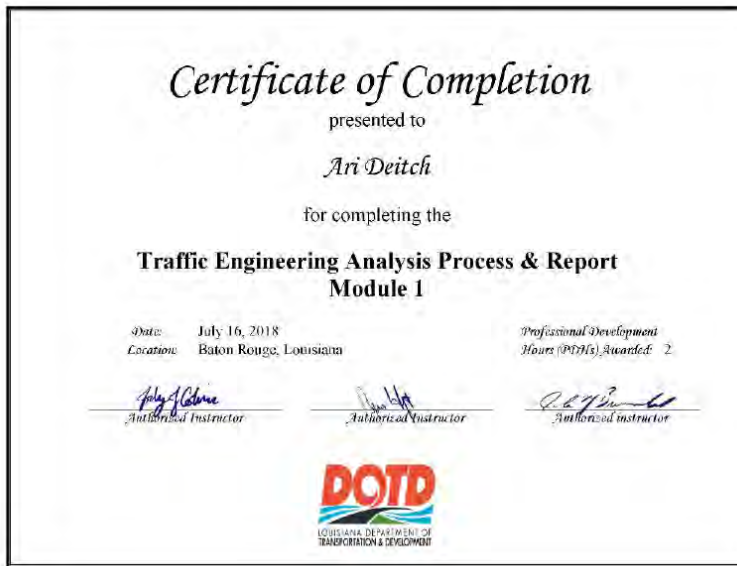 Certificate of Completion
presented to
Ari Deitch
for completing the
Traffic Engineering Analysis Process & Report
Module 1
Date: July 16, 2018
Location: Baton Rouge, Louisiana
Professional Development
Hours (PDHs) Awarded: 2
Authorized Instructor
Authorized Instructor
Authorized instructor
DOTD
LOUISIANA DEPARTMENT OF
TRANSPORTATION & DEVELOPMENT